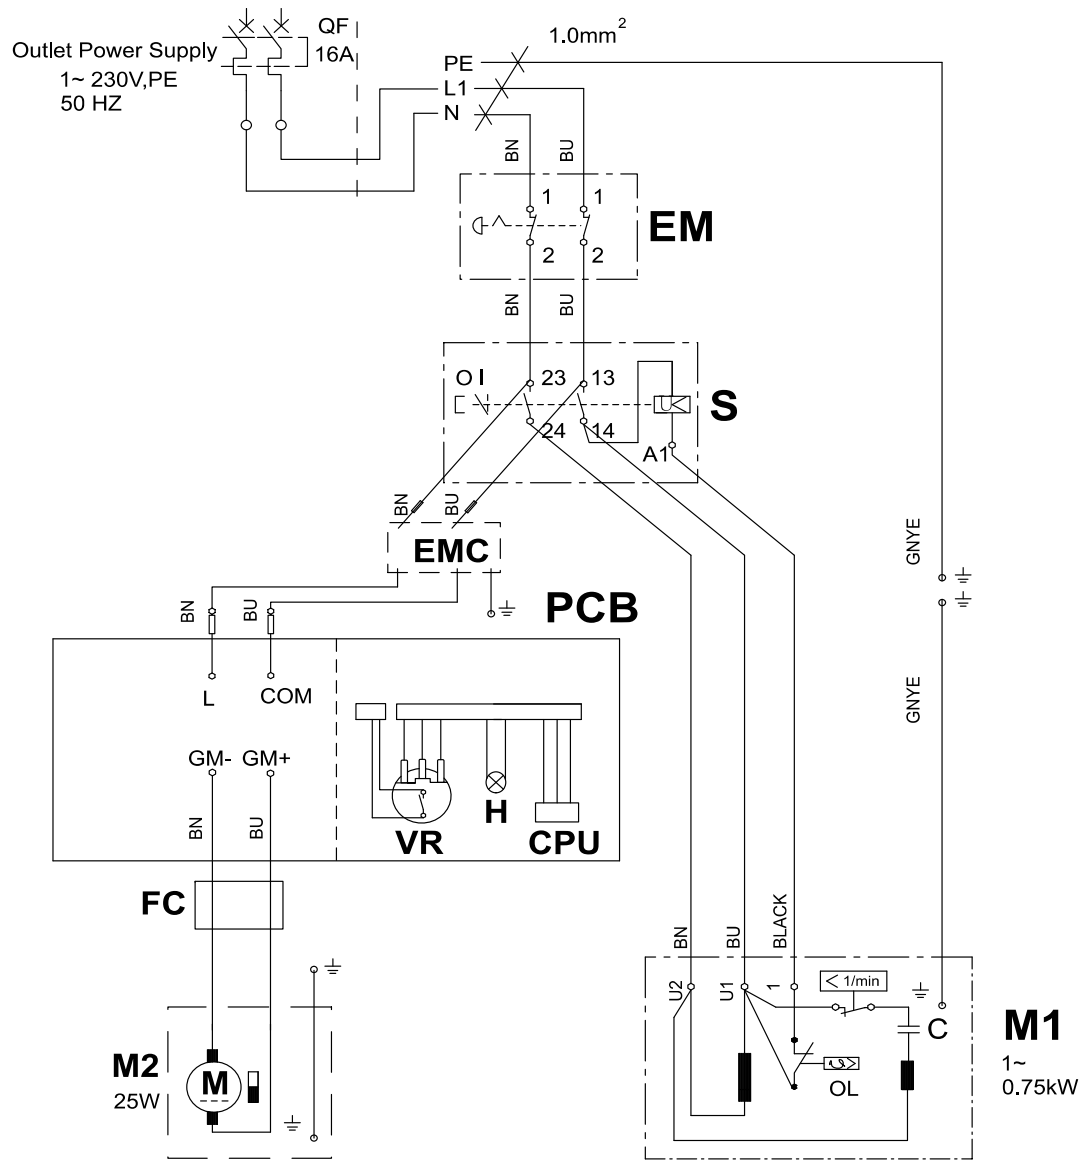 Outlet Power Supply
1~ 230V,PE
50 HZ
QF
16A
1.0mm²
PE
L1
N
BN
BU
1
1
2
2
EM
BN
BU
O I
23
13
24
14
A1
S
BN
BU
EMC
GNYE
BN
BU
PCB
L
COM
GM-
GM+
VR
H
CPU
GNYE
BN
BU
FC
BN
BU
BLACK
U2
U1
1
< 1/min
C
OL
M1
1~
0.75kW
M2
25W
M